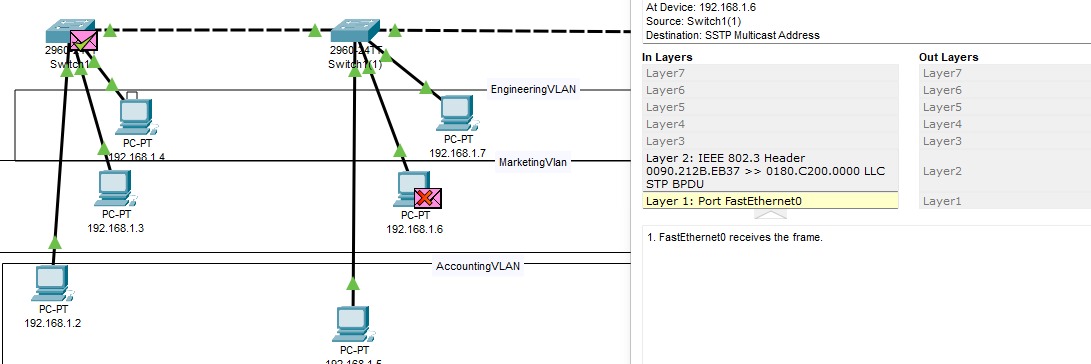 2960-24TT
Switch1
2960-24TT
Switch1(1)
EngineeringVLAN
PC-PT
192.168.1.4
PC-PT
192.168.1.7
MarketingVlan
PC-PT
192.168.1.3
PC-PT
192.168.1.6
AccountingVLAN
PC-PT
192.168.1.2
PC-PT
192.168.1.5
At Device: 192.168.1.6
Source: Switch1(1)
Destination: SSTP Multicast Address
In Layers
Layer7
Layer6
Layer5
Layer4
Layer3
Layer 2: IEEE 802.3 Header
0090.212B.EB37 >> 0180.C200.0000 LLC
STP BPDU
Layer 1: Port FastEthernet0
Out Layers
Layer7
Layer6
Layer5
Layer4
Layer3
Layer2
Layer1
1. FastEthernet0 receives the frame.